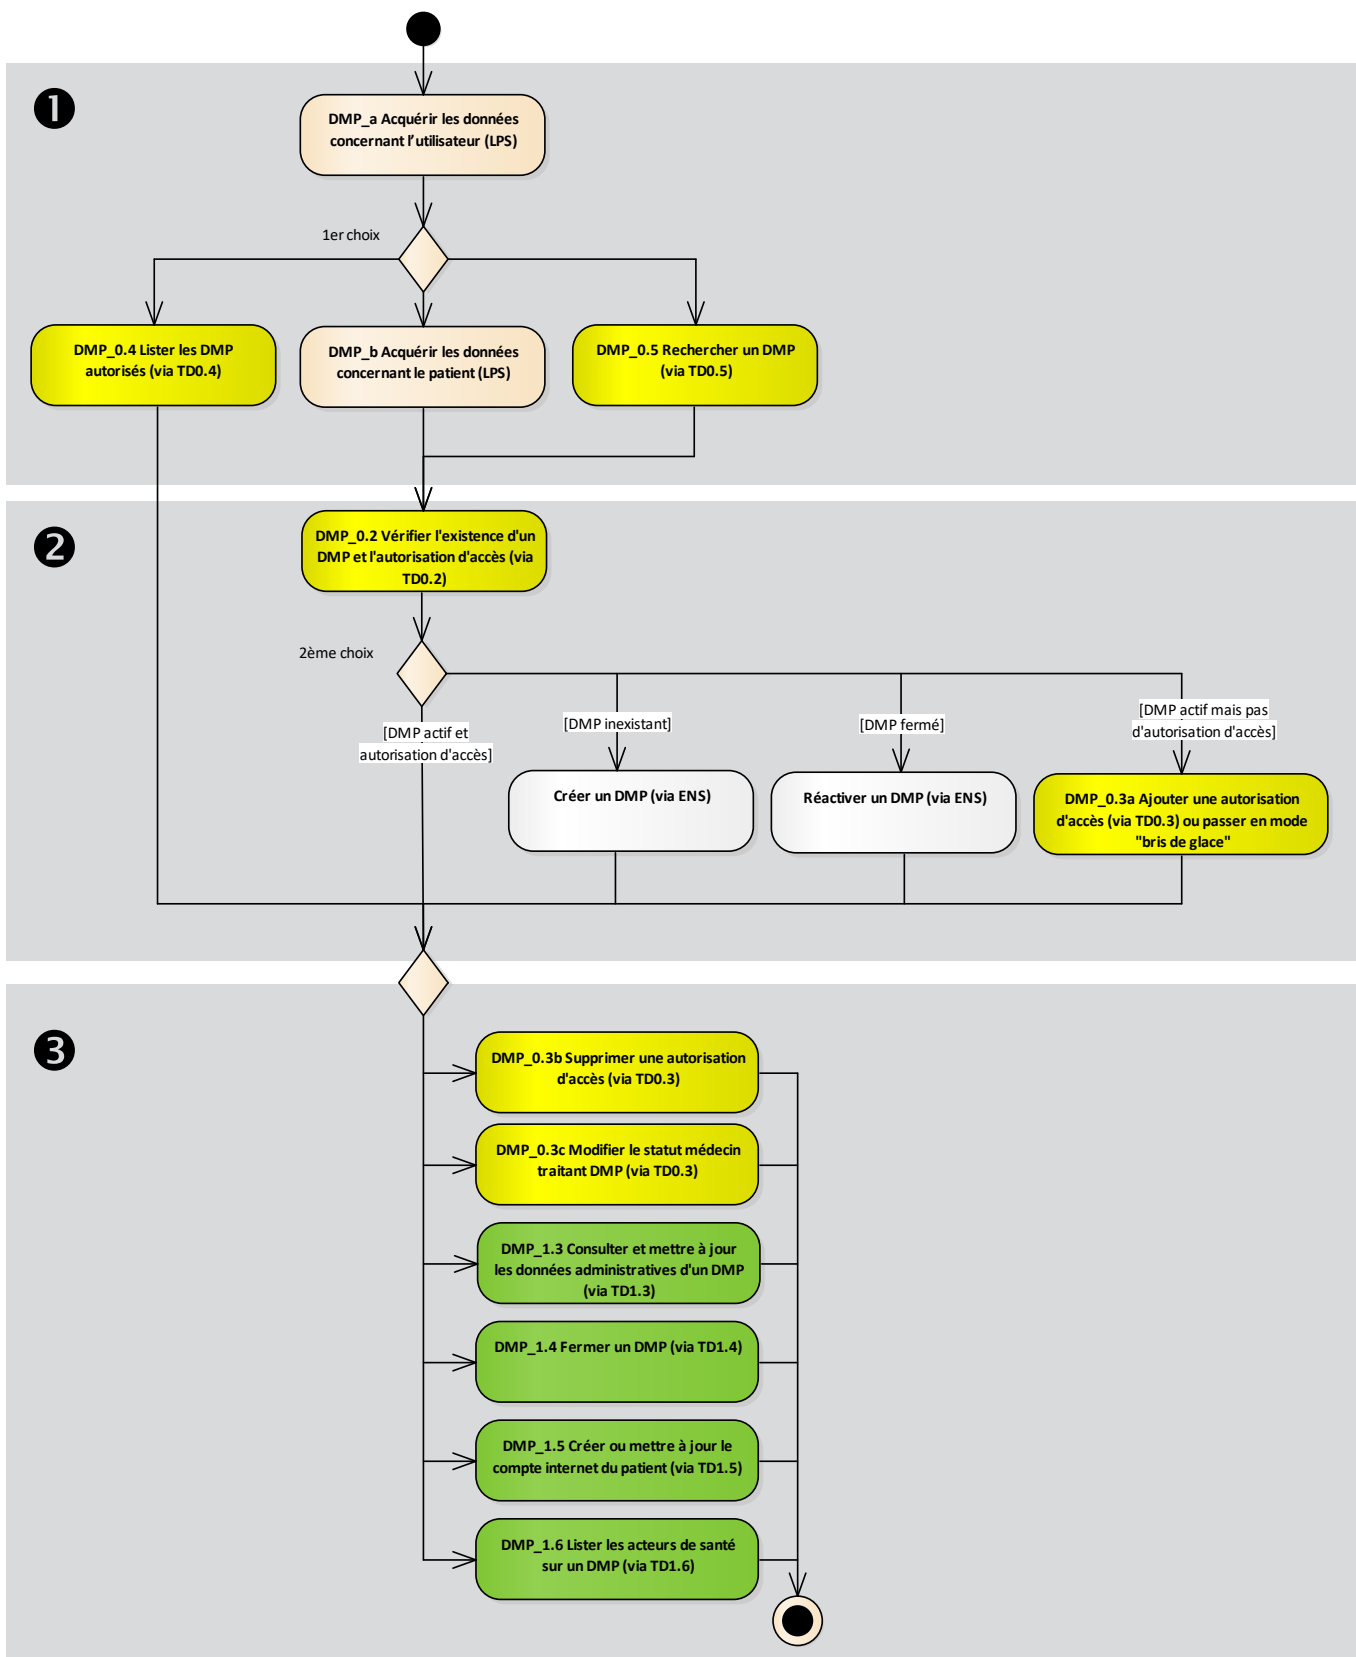 1
DMP_a Acquérir les données
concernant l'utilisateur (LPS)
1er choix
DMP_0.4 Lister les DMP
autorisés (via TD0.4)
DMP_b Acquérir les données
concernant le patient (LPS)
DMP_0.5 Rechercher un DMP
(via TD0.5)
2
DMP_0.2 Vérifier l'existence d'un
DMP et l'autorisation d'accès (via
TD0.2)
2ème choix
[DMP actif et
autorisation d'accès]
[DMP inexistant]
[DMP fermé]
[DMP actif mais pas
d'autorisation d'accès]
Créer un DMP (via ENS)
Réactiver un DMP (via ENS)
DMP_0.3a Ajouter une autorisation
d'accès (via TD0.3) ou passer en mode
"bris de glace"
3
DMP_0.3b Supprimer une autorisation
d'accès (via TD0.3)
DMP_0.3c Modifier le statut médecin
traitant DMP (via TD0.3)
DMP_1.3 Consulter et mettre à jour
les données administratives d'un DMP
(via TD1.3)
DMP_1.4 Fermer un DMP (via TD1.4)
DMP_1.5 Créer ou mettre à jour le
compte internet du patient (via TD1.5)
DMP_1.6 Lister les acteurs de santé
sur un DMP (via TD1.6)